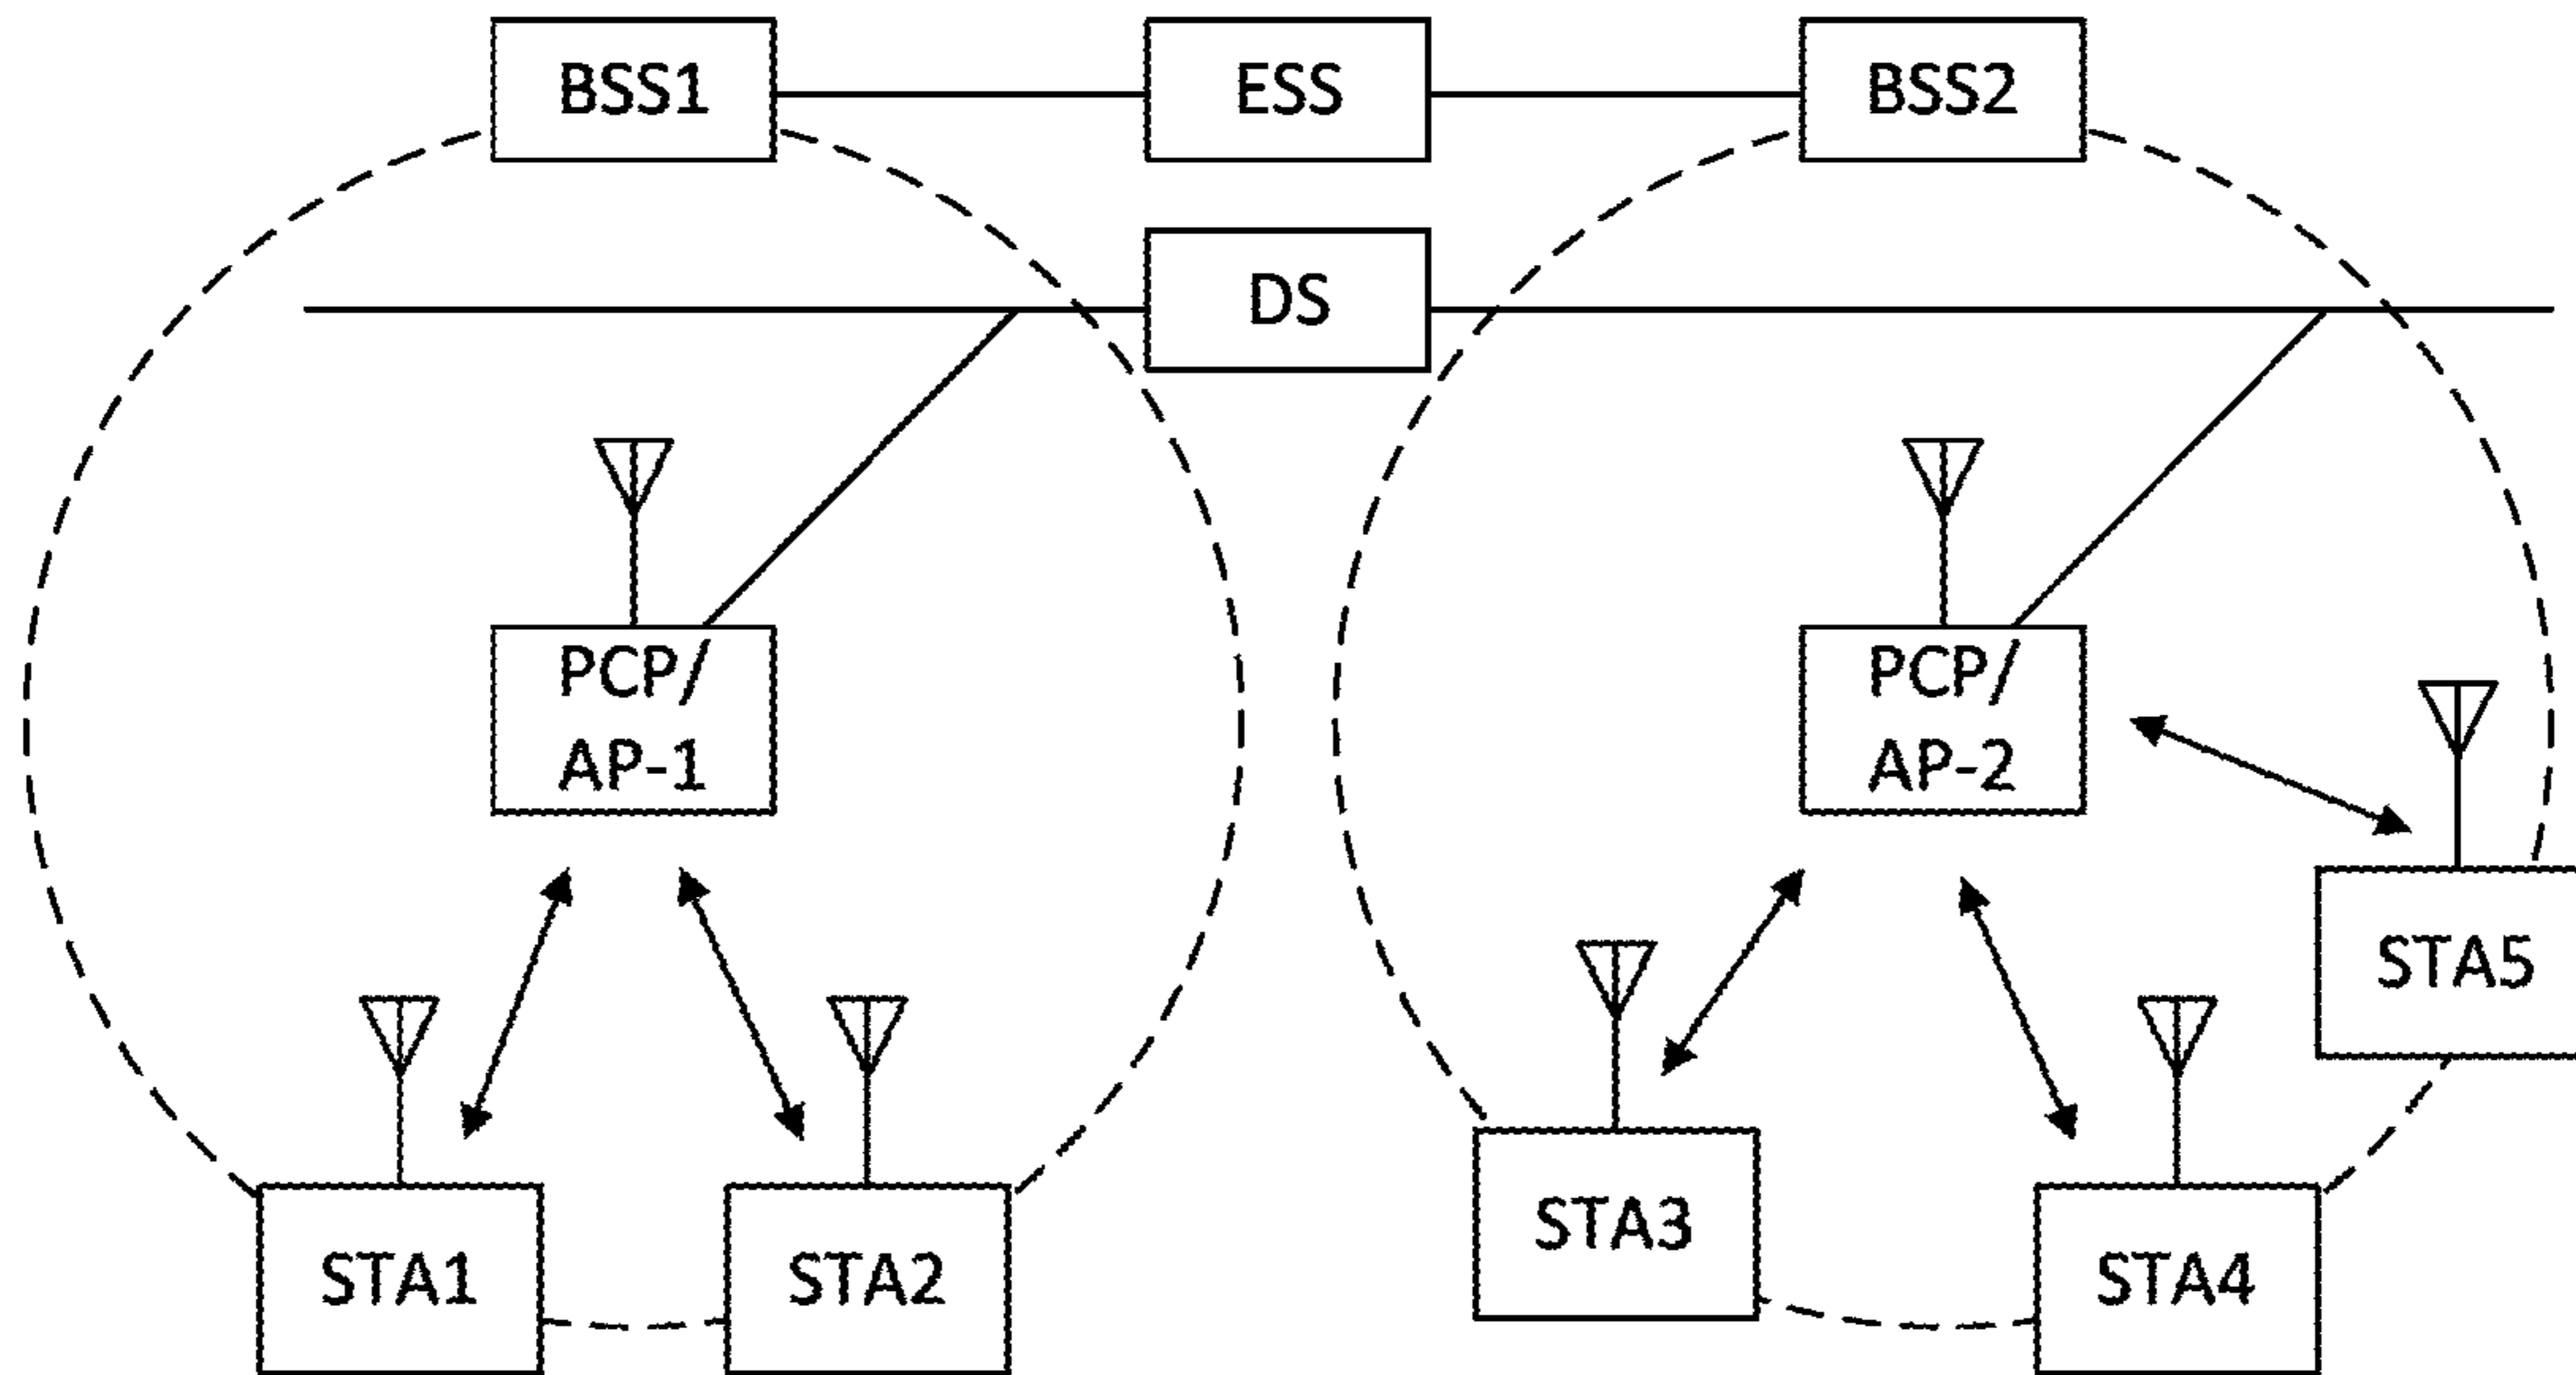 BSS1
ESS
BSS2
DS
PCP/
AP-1
PCP/
AP-2
STA5
STA3
STA1
STA2
STA4